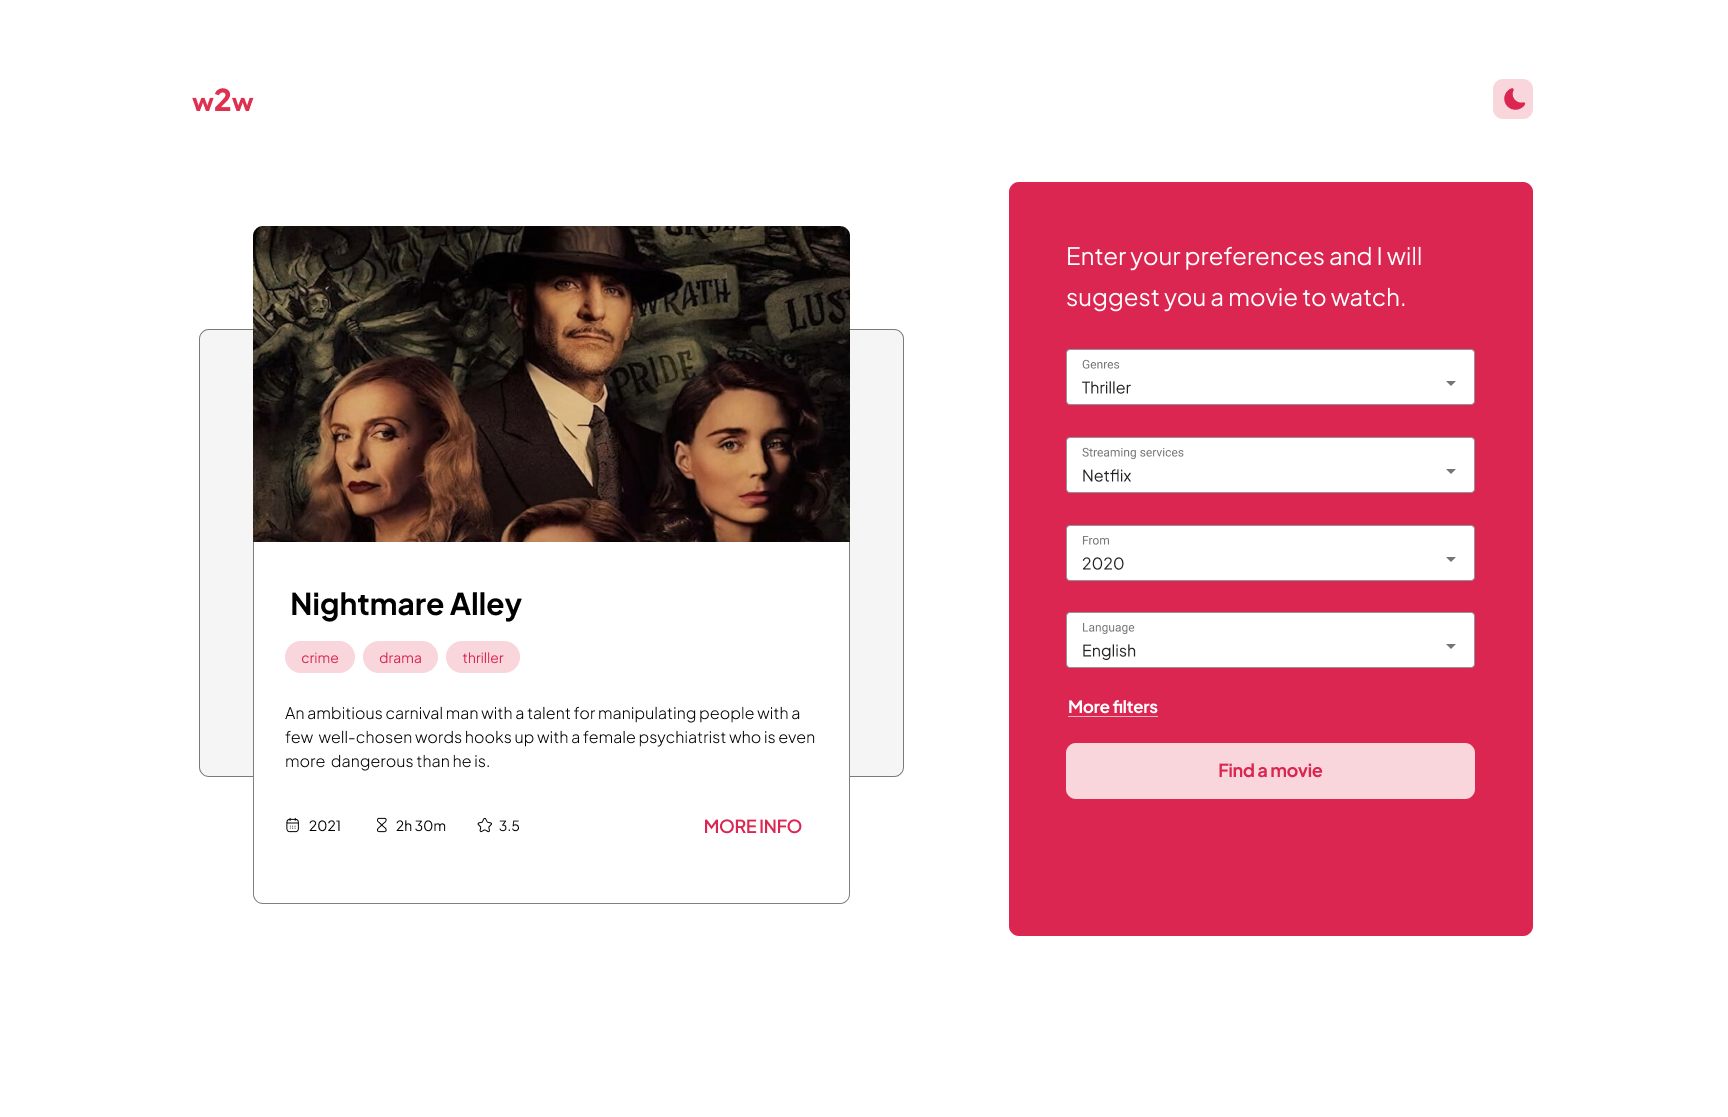 w2w
WRATH
LUS
PRIDE
Nightmare Alley
crime drama thriller
An ambitious carnival man with a talent for manipulating people with a
few well-chosen words hooks up with a female psychiatrist who is even
more dangerous than he is.
2021 2h 30m 3.5 MORE INFO
Enter your preferences and I will
suggest you a movie to watch.
Genres
Thriller
Streaming services
Netflix
From
2020
Language
English
More filters
Find a movie